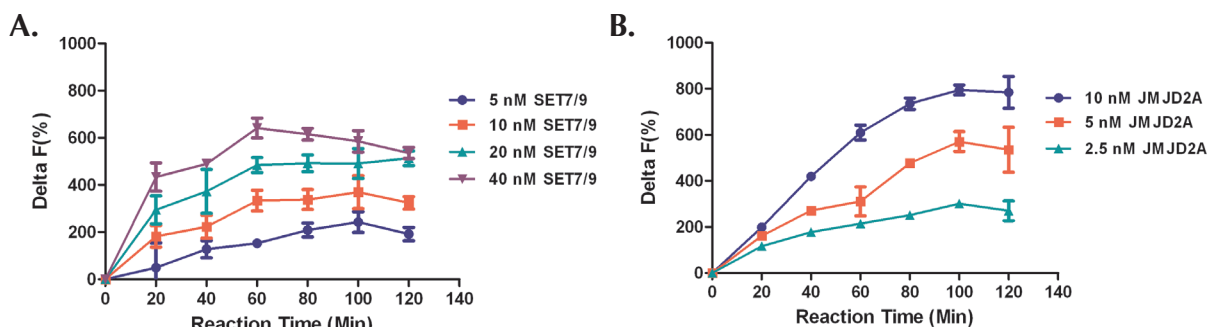 A.
1000
800
600
400
200
0
Delta F(%)
0 20 40 60 80 100 120 140
Reaction Time (Min)
5 nM SET7/9
10 nM SET7/9
20 nM SET7/9
40 nM SET7/9
B.
1000
800
600
400
200
0
Delta F(%)
0 20 40 60 80 100 120 140
Reaction Time (Min)
10 nM JMJD2A
5 nM JMJD2A
2.5 nM JMJD2A